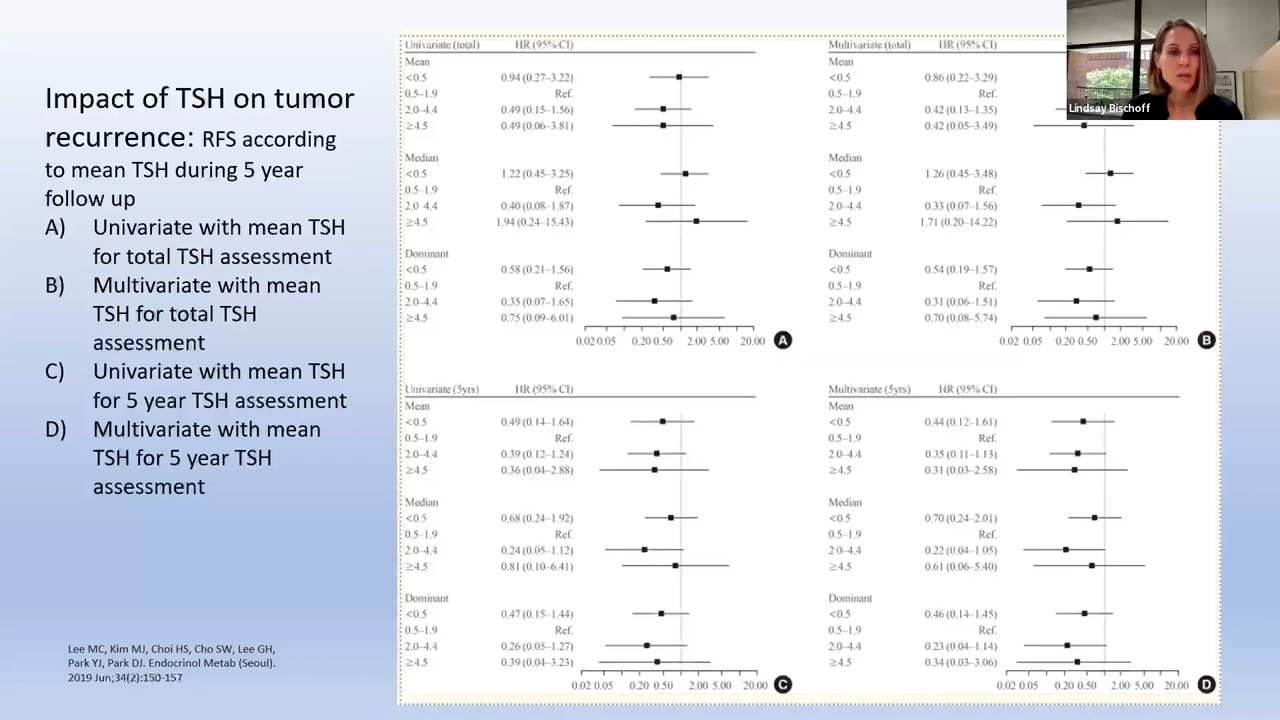 Impact of TSH on tumor
recurrence: RFS according
to mean TSH during 5 year
follow up
A) Univariate with mean TSH
for total TSH assessment
B) Multivariate with mean
TSH for total TSH
assessment
C) Univariate with mean TSH
for 5 year TSH assessment
D) Multivariate with mean
TSH for 5 year TSH
assessment
Lee MC, Kim MJ, Choi HS, Cho SW, Lee GH,
Park YJ, Park DJ. Endocrinol Metab (Seoul).
2019 Jun;34(2):150-157
Univariate (total) HR (95% CI)
Mean
<0.5 0.94 (0.27–3.22)
0.5–1.9 Ref.
2.0–4.4 0.49 (0.15–1.56)
≥4.5 0.49 (0.06–3.81)
Median
<0.5 1.22 (0.45–3.25)
0.5–1.9 Ref.
2.0–4.4 0.40 (0.08–1.87)
≥4.5 1.94 (0.24–15.43)
Dominant
<0.5 0.58 (0.21–1.56)
0.5–1.9 Ref.
2.0–4.4 0.35 (0.07–1.65)
≥4.5 0.75 (0.09–6.01)
0.02 0.05 0.20 0.50 2.00 5.00 20.00
A
Multivariate (total) HR (95% CI)
Mean
<0.5 0.86 (0.22–3.29)
0.5–1.9 Ref.
2.0–4.4 0.42 (0.13–1.35)
≥4.5 0.42 (0.05–3.49)
Median
<0.5 1.26 (0.45–3.48)
0.5–1.9 Ref.
2.0–4.4 0.33 (0.07–1.56)
≥4.5 1.71 (0.20–14.22)
Dominant
<0.5 0.54 (0.19–1.57)
0.5–1.9 Ref.
2.0–4.4 0.31 (0.06–1.51)
≥4.5 0.70 (0.08–5.74)
0.02 0.05 0.20 0.50 2.00 5.00 20.00
B
Lindsay Bischoff
Univariate (5yrs) HR (95% CI)
Mean
<0.5 0.49 (0.14–1.64)
0.5–1.9 Ref.
2.0–4.4 0.39 (0.12–1.24)
≥4.5 0.36 (0.04–2.88)
Median
<0.5 0.68 (0.24–1.92)
0.5–1.9 Ref.
2.0–4.4 0.24 (0.05–1.12)
≥4.5 0.81 (0.10–6.41)
Dominant
<0.5 0.47 (0.15–1.44)
0.5–1.9 Ref.
2.0–4.4 0.26 (0.05–1.27)
≥4.5 0.39 (0.04–3.23)
0.02 0.05 0.20 0.50 2.00 5.00 20.00
C
Multivariate (5yrs) HR (95% CI)
Mean
<0.5 0.44 (0.12–1.61)
0.5–1.9 Ref.
2.0–4.4 0.35 (0.11–1.13)
≥4.5 0.31 (0.03–2.58)
Median
<0.5 0.70 (0.24–2.01)
0.5–1.9 Ref.
2.0–4.4 0.22 (0.04–1.05)
≥4.5 0.61 (0.06–5.40)
Dominant
<0.5 0.46 (0.14–1.45)
0.5–1.9 Ref.
2.0–4.4 0.23 (0.04–1.14)
≥4.5 0.34 (0.03–3.06)
0.02 0.05 0.20 0.50 2.00 5.00 20.00
D